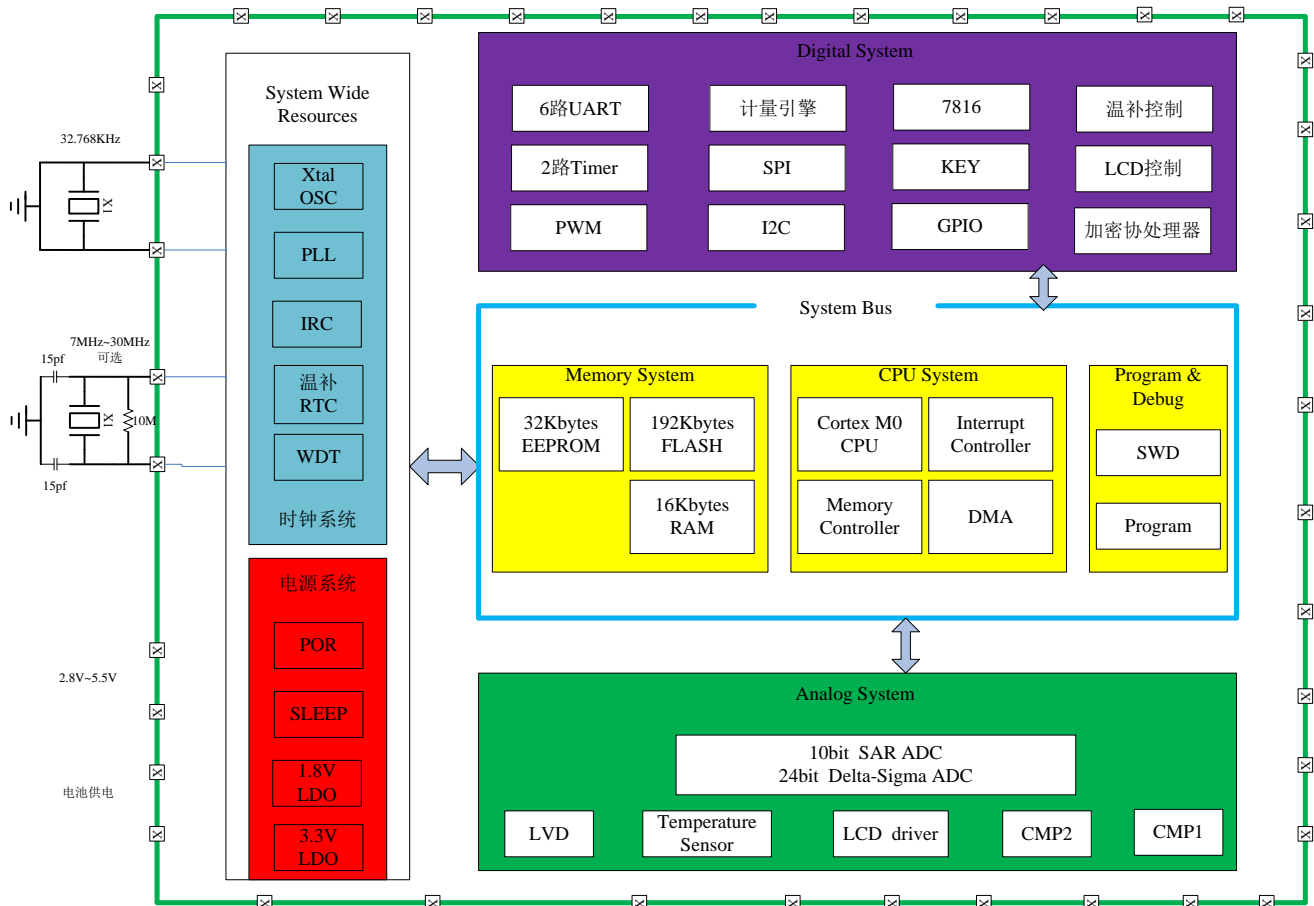 System Wide
Resources
32.768KHz
X1
7MHz~30MHz
可选
15pf
X1
10M
15pf
2.8V~5.5V
电池供电
Xtal
OSC
PLL
IRC
温补
RTC
WDT
时钟系统
电源系统
POR
SLEEP
1.8V
LDO
3.3V
LDO
Digital System
6路UART
计量引擎
7816
温补控制
2路Timer
SPI
KEY
LCD控制
PWM
I2C
GPIO
加密协处理器
System Bus
Memory System
32Kbytes
EEPROM
192Kbytes
FLASH
16Kbytes
RAM
CPU System
Cortex M0
CPU
Interrupt
Controller
Memory
Controller
DMA
Program &
Debug
SWD
Program
Analog System
10bit SAR ADC
24bit Delta-Sigma ADC
LVD
Temperature
Sensor
LCD driver
CMP2
CMP1